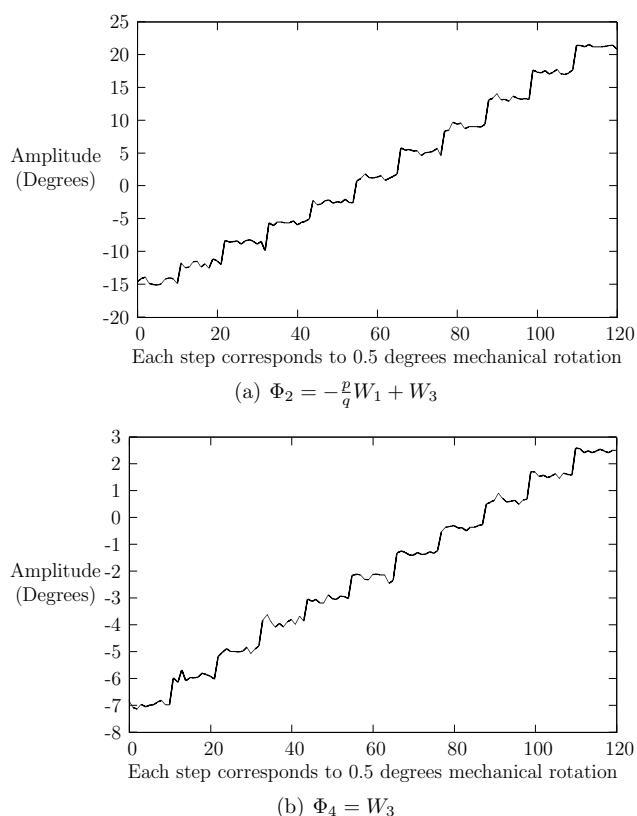 25
20
15
10
5
0
-5
-10
-15
-20
Amplitude
(Degrees)
0 20 40 60 80 100 120
Each step corresponds to 0.5 degrees mechanical rotation
(a) Φ₂ = −p/q W₁ + W₃
3
2
1
0
-1
-2
-3
-4
-5
-6
-7
-8
Amplitude
(Degrees)
0 20 40 60 80 100 120
Each step corresponds to 0.5 degrees mechanical rotation
(b) Φ₄ = W₃